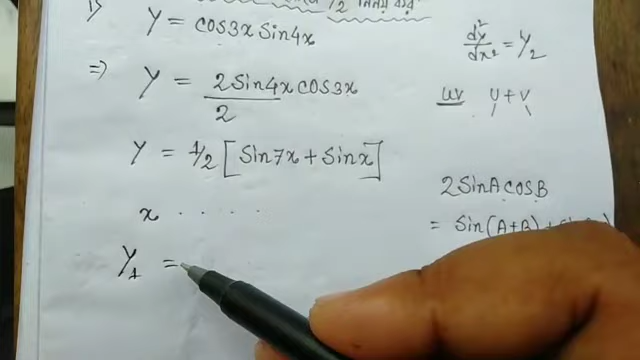 1) Y = cos3x Sin4x
d²y/dx² = Y₂
⇒ Y = 2Sin4x cos3x / 2
uv U+V
Y = 1/2 [Sin7x + Sinx]
2SinA cosB
x . . . . .
= Sin(A+B) +
Y₁ =